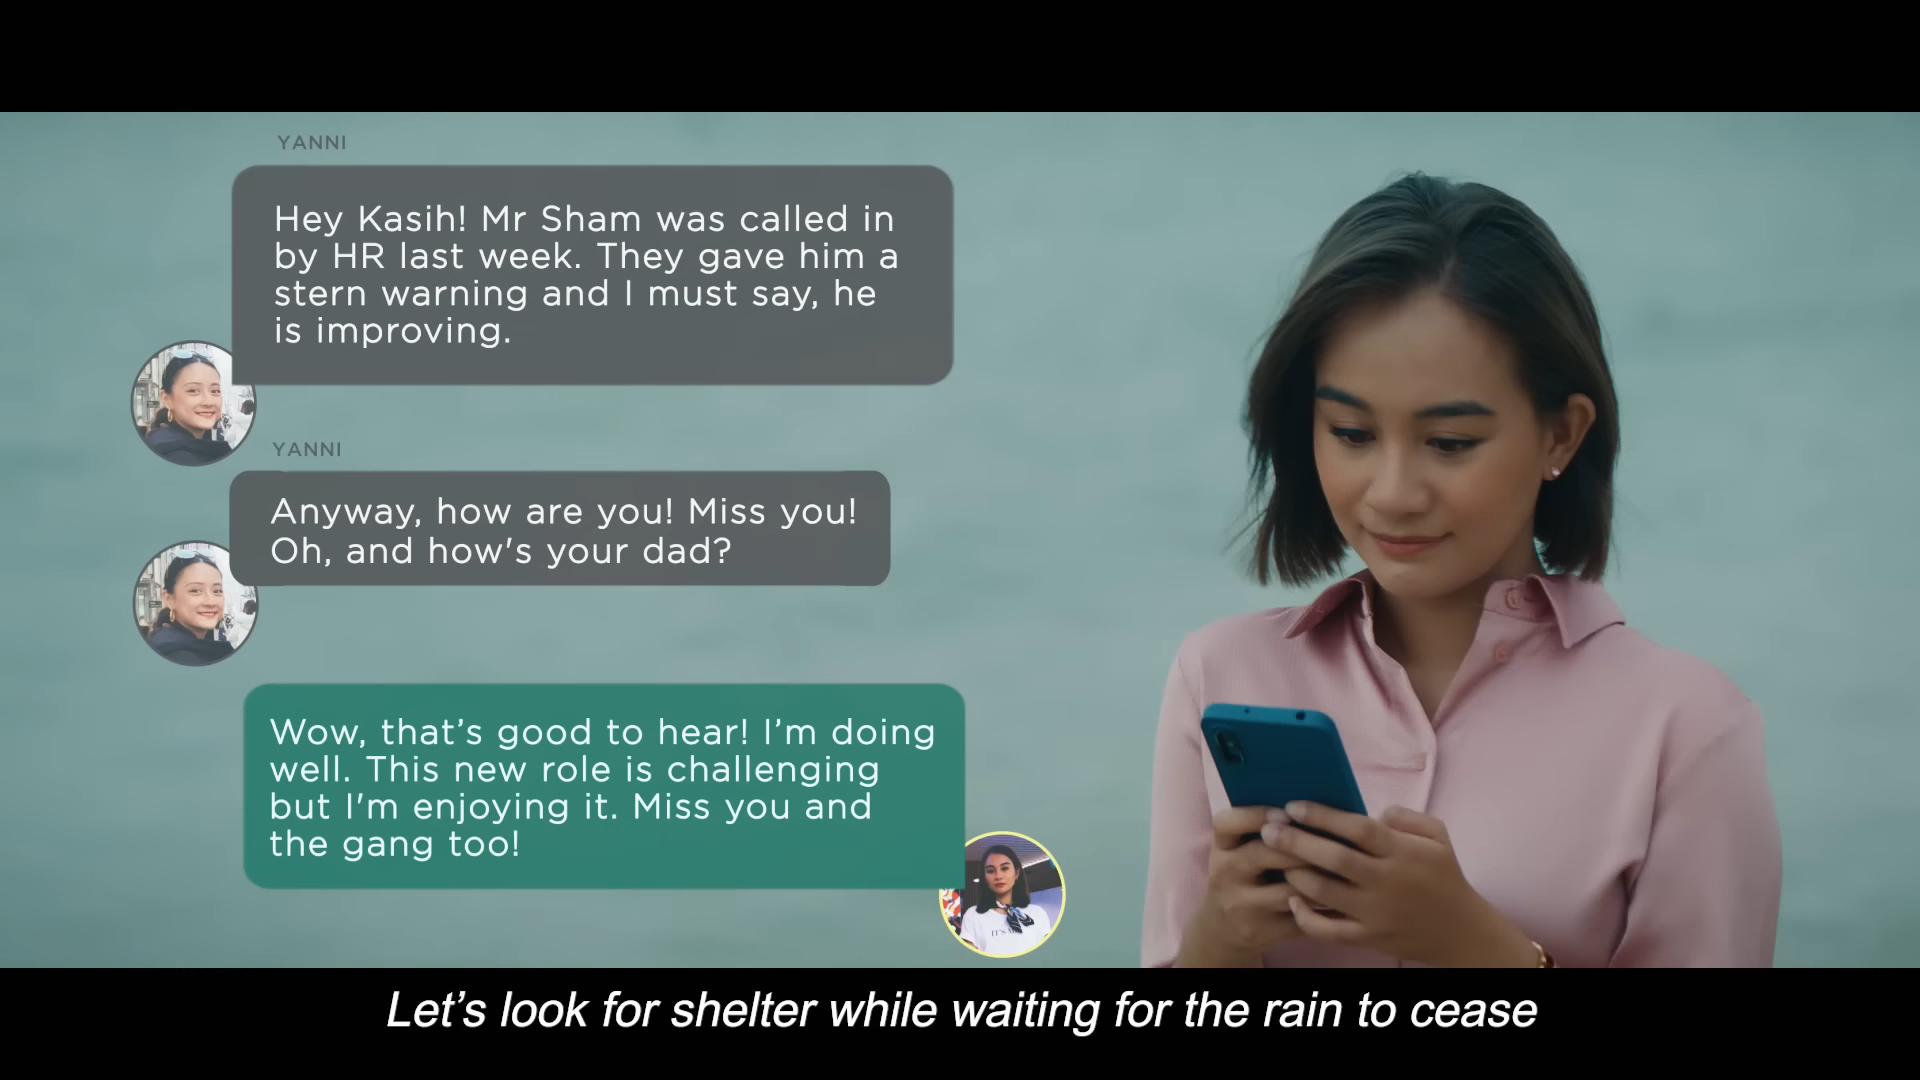 YANNI
Hey Kasih! Mr Sham was called in
by HR last week. They gave him a
stern warning and I must say, he
is improving.
YANNI
Anyway, how are you! Miss you!
Oh, and how's your dad?
Wow, that’s good to hear! I’m doing
well. This new role is challenging
but I'm enjoying it. Miss you and
the gang too!
IT'S
Let’s look for shelter while waiting for the rain to cease